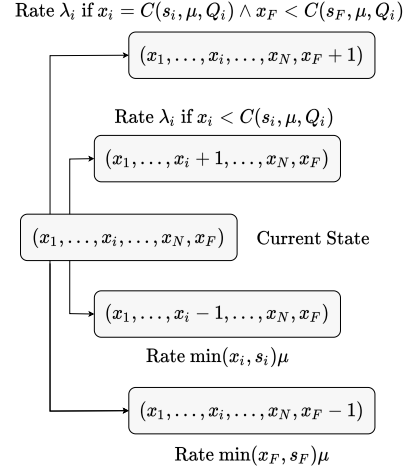 Rate λ_i if x_i = C(s_i, μ, Q_i) ∧ x_F < C(s_F, μ, Q_i)
(x_1, …, x_i, …, x_N, x_F + 1)
Rate λ_i if x_i < C(s_i, μ, Q_i)
(x_1, …, x_i + 1, …, x_N, x_F)
(x_1, …, x_i, …, x_N, x_F) Current State
(x_1, …, x_i − 1, …, x_N, x_F)
Rate min(x_i, s_i)μ
(x_1, …, x_i, …, x_N, x_F − 1)
Rate min(x_F, s_F)μ